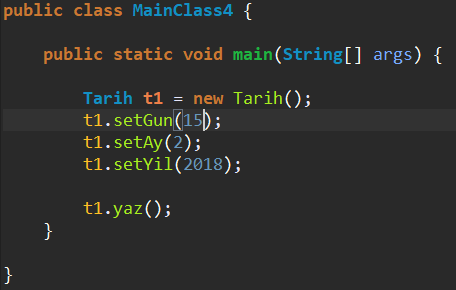 public class MainClass4 {
public static void main(String[] args) {
Tarih t1 = new Tarih();
t1.setGun(15);
t1.setAy(2);
t1.setYil(2018);
t1.yaz();
}
}